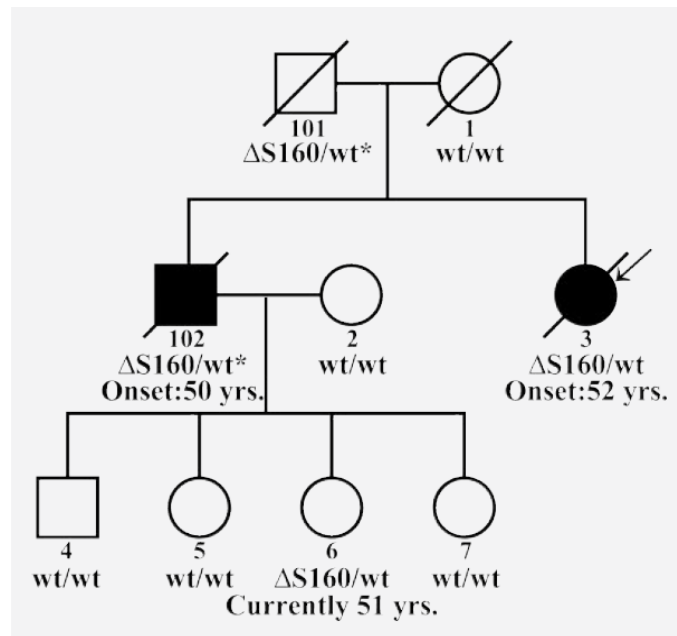 101 1
ΔS160/wt* wt/wt
102 2 3
ΔS160/wt* wt/wt ΔS160/wt
Onset:50 yrs. Onset:52 yrs.
4 5 6 7
wt/wt wt/wt ΔS160/wt wt/wt
Currently 51 yrs.